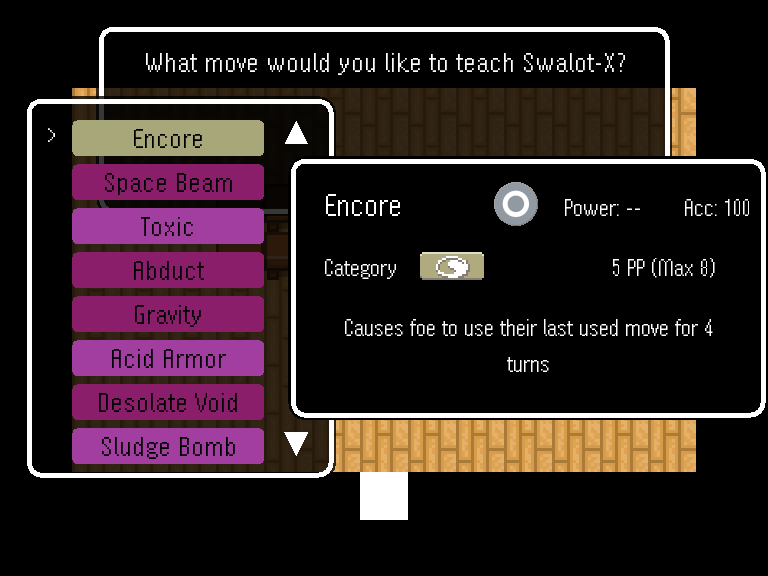 What move would you like to teach Swalot-X?
>
Encore
Space Beam
Toxic
Abduct
Gravity
Acid Armor
Desolate Void
Sludge Bomb
Encore
Power: --
Acc: 100
Category
5 PP (Max 8)
Causes foe to use their last used move for 4
turns